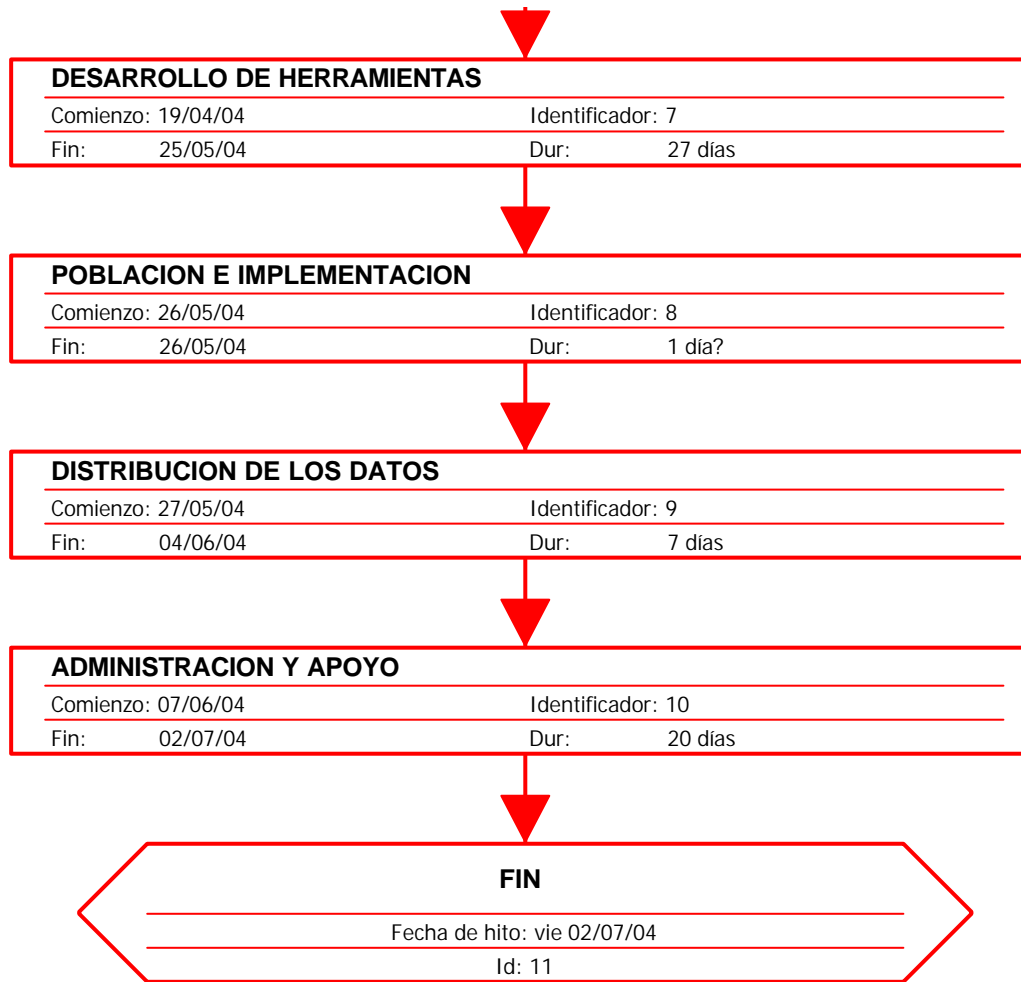 DESARROLLO DE HERRAMIENTAS
Comienzo: 19/04/04 Identificador: 7
Fin: 25/05/04 Dur: 27 días
POBLACION E IMPLEMENTACION
Comienzo: 26/05/04 Identificador: 8
Fin: 26/05/04 Dur: 1 día?
DISTRIBUCION DE LOS DATOS
Comienzo: 27/05/04 Identificador: 9
Fin: 04/06/04 Dur: 7 días
ADMINISTRACION Y APOYO
Comienzo: 07/06/04 Identificador: 10
Fin: 02/07/04 Dur: 20 días
FIN
Fecha de hito: vie 02/07/04
Id: 11